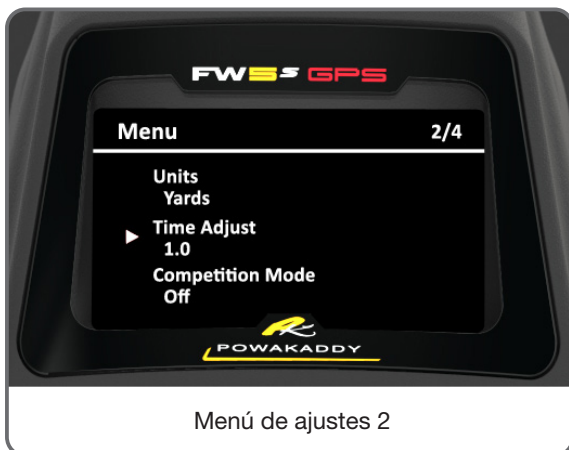 FW5s GPS
Menu 2/4
Units
Yards
Time Adjust
1.0
Competition Mode
Off
POWAKADDY
Menú de ajustes 2